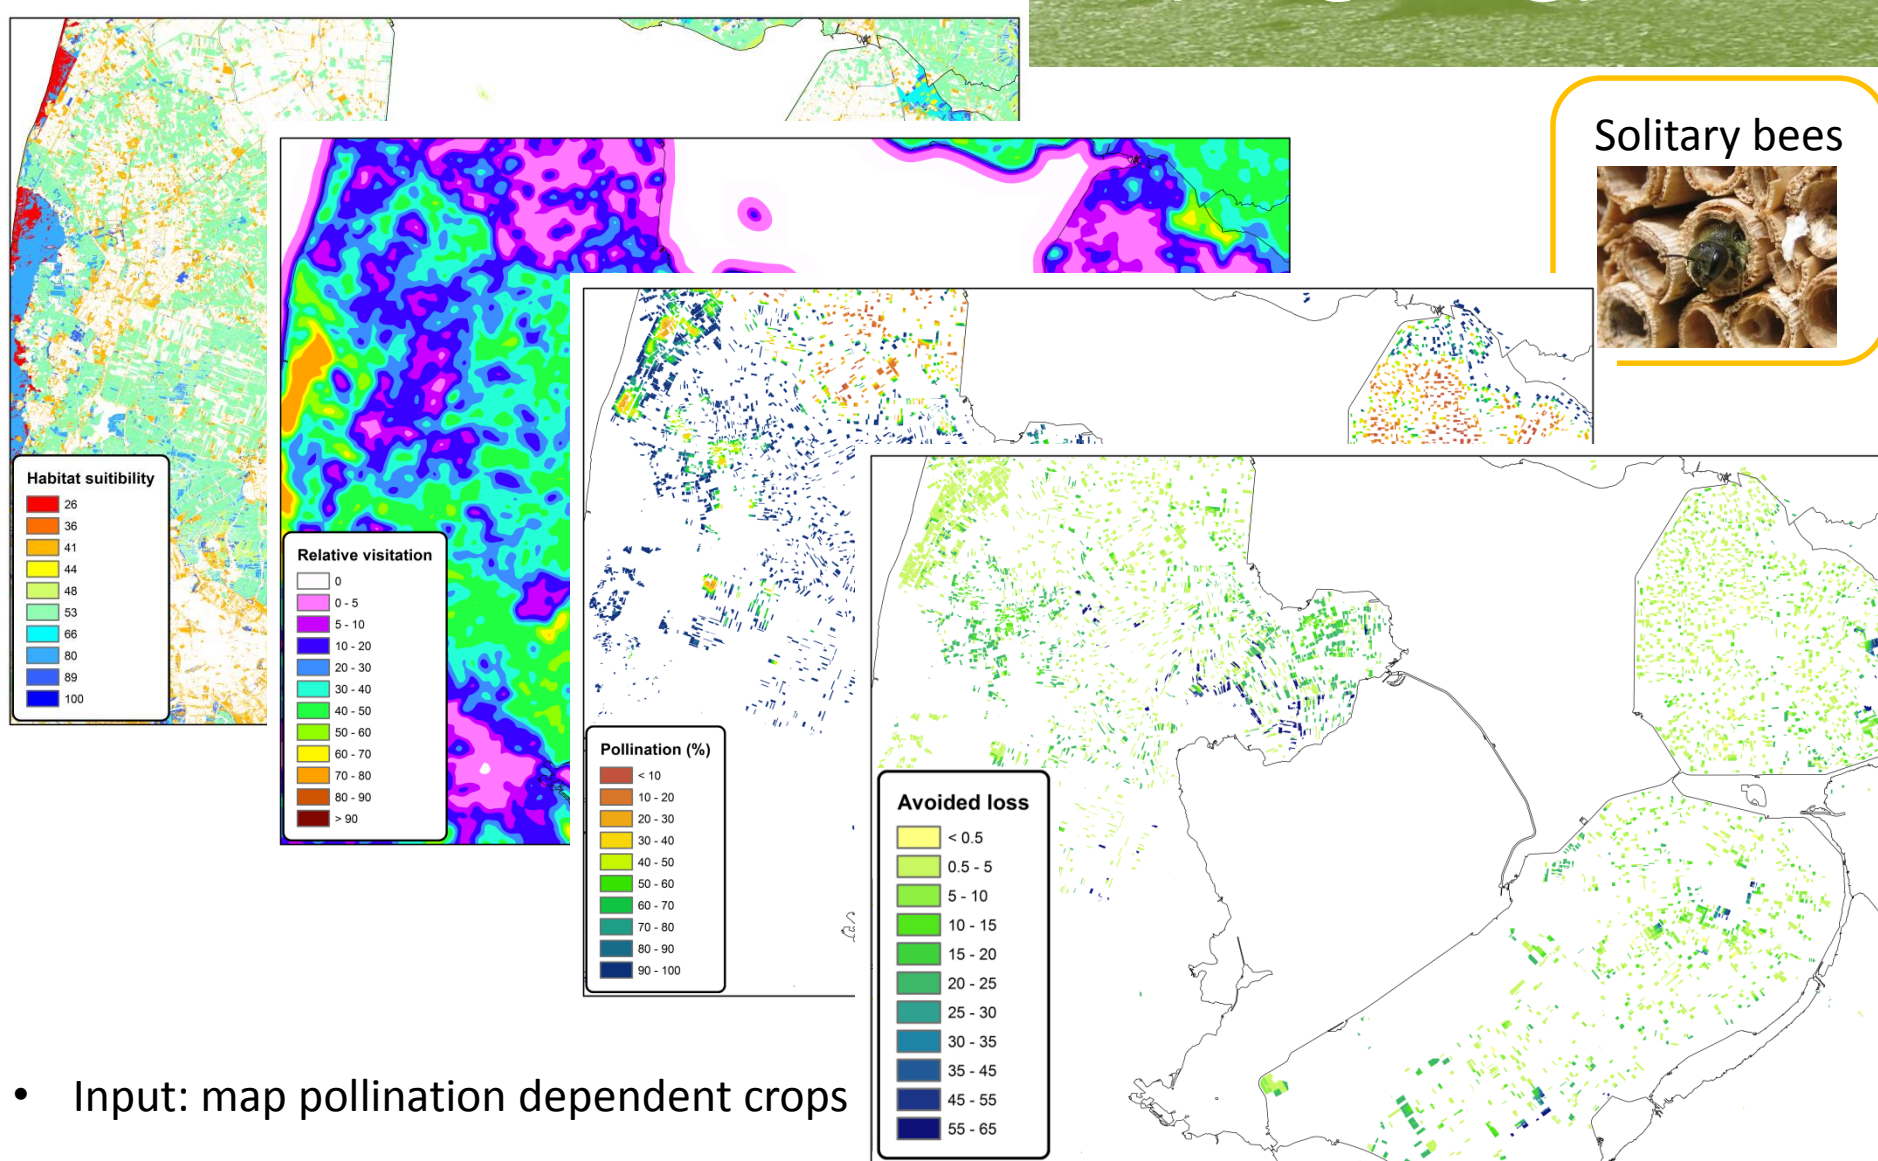 Solitary bees
Habitat suitibility
26
36
41
44
48
53
66
80
89
100
Relative visitation
0
0 - 5
5 - 10
10 - 20
20 - 30
30 - 40
40 - 50
50 - 60
60 - 70
70 - 80
80 - 90
> 90
Pollination (%)
< 10
10 - 20
20 - 30
30 - 40
40 - 50
50 - 60
60 - 70
70 - 80
80 - 90
90 - 100
Avoided loss
< 0.5
0.5 - 5
5 - 10
10 - 15
15 - 20
20 - 25
25 - 30
30 - 35
35 - 45
45 - 55
55 - 65
• Input: map pollination dependent crops